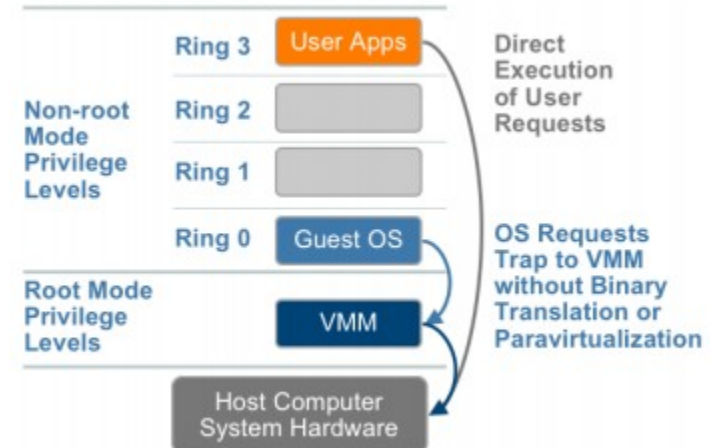 Ring 3
User Apps
Direct
Execution
of User
Requests
Non-root
Mode
Privilege
Levels
Ring 2
Ring 1
Ring 0
Guest OS
OS Requests
Trap to VMM
without Binary
Translation or
Paravirtualization
Root Mode
Privilege
Levels
VMM
Host Computer
System Hardware